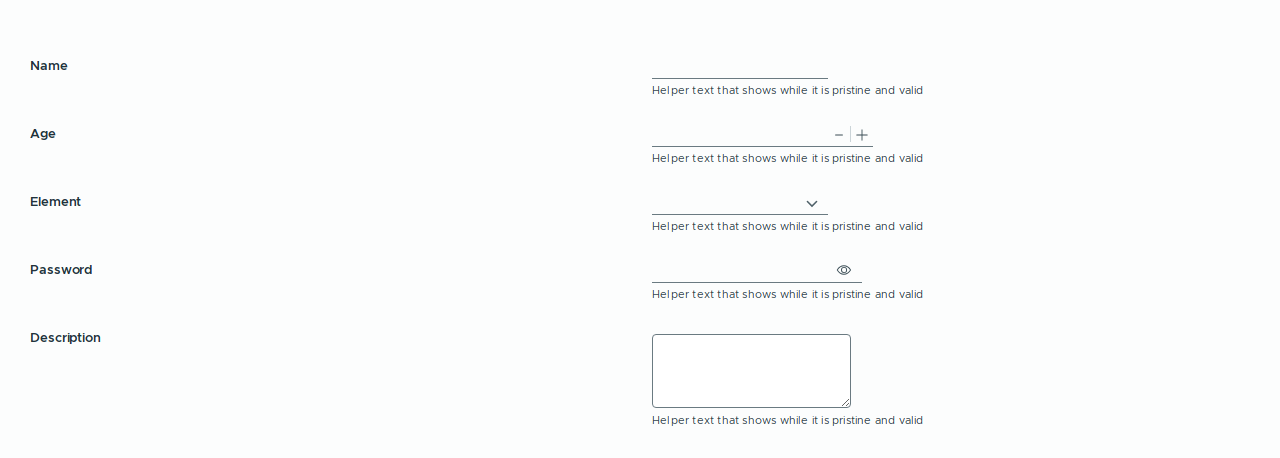 Name
Helper text that shows while it is pristine and valid
Age
Helper text that shows while it is pristine and valid
Element
Helper text that shows while it is pristine and valid
Password
Helper text that shows while it is pristine and valid
Description
Helper text that shows while it is pristine and valid